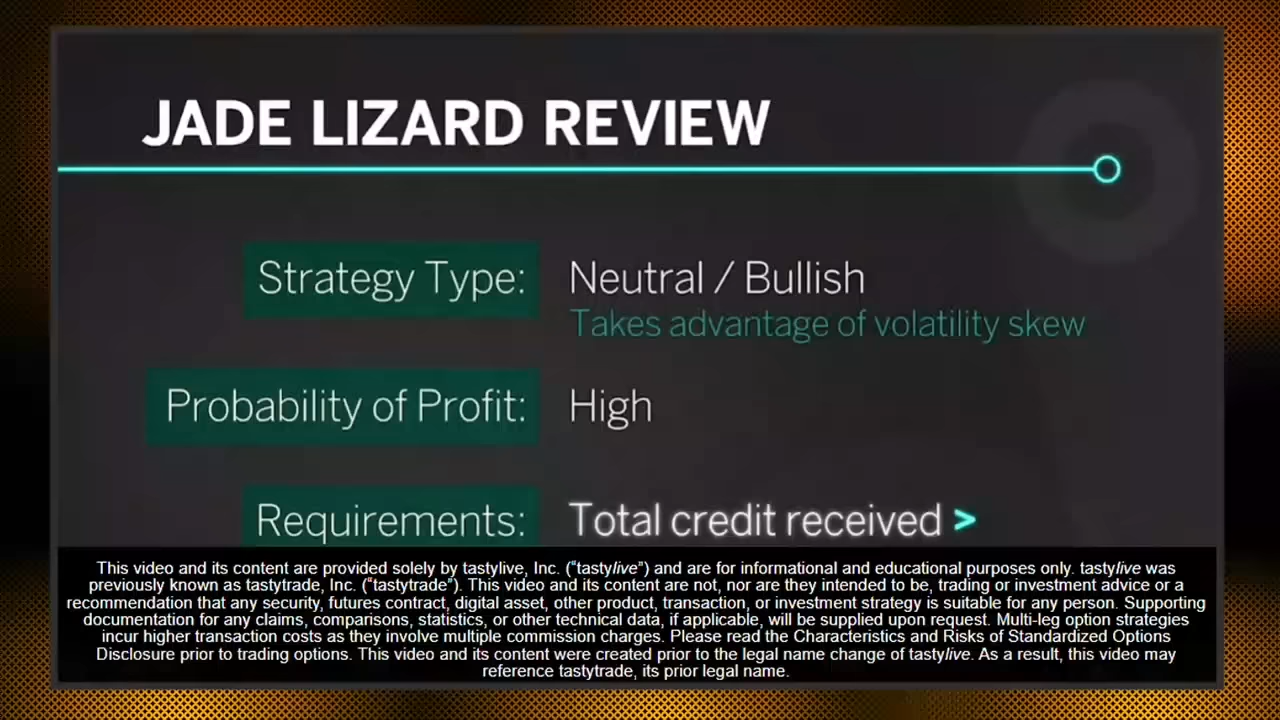 JADE LIZARD REVIEW
Strategy Type: Neutral / Bullish
Takes advantage of volatility skew
Probability of Profit: High
Requirements: Total credit received >
This video and its content are provided solely by tastylive, Inc. (“tastylive”) and are for informational and educational purposes only. tastylive was
previously known as tastytrade, Inc. (“tastytrade”). This video and its content are not, nor are they intended to be, trading or investment advice or a
recommendation that any security, futures contract, digital asset, other product, transaction, or investment strategy is suitable for any person. Supporting
documentation for any claims, comparisons, statistics, or other technical data, if applicable, will be supplied upon request. Multi-leg option strategies
incur higher transaction costs as they involve multiple commission charges. Please read the Characteristics and Risks of Standardized Options
Disclosure prior to trading options. This video and its content were created prior to the legal name change of tastylive. As a result, this video may
reference tastytrade, its prior legal name.